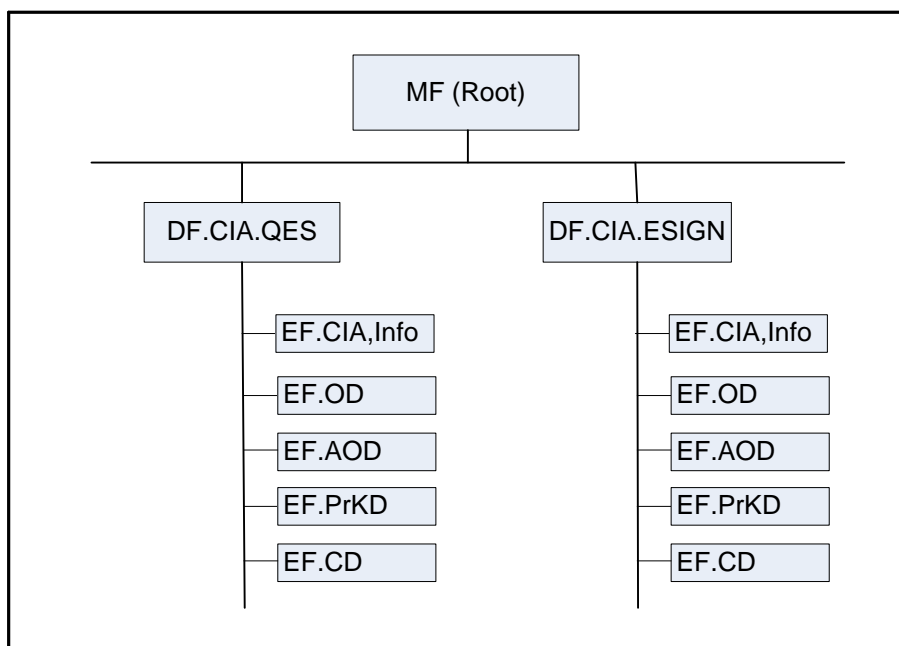 MF (Root)
DF.CIA.QES
DF.CIA.ESIGN
EF.CIA,Info
EF.OD
EF.AOD
EF.PrKD
EF.CD
EF.CIA,Info
EF.OD
EF.AOD
EF.PrKD
EF.CD